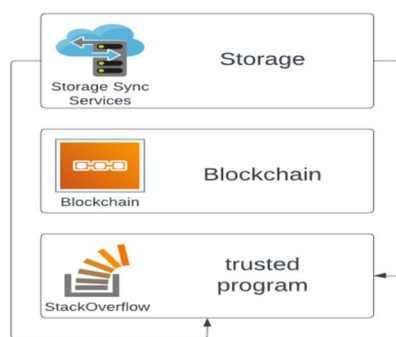 Storage
Storage Sync
Services
Blockchain
Blockchain
trusted
program
StackOverflow